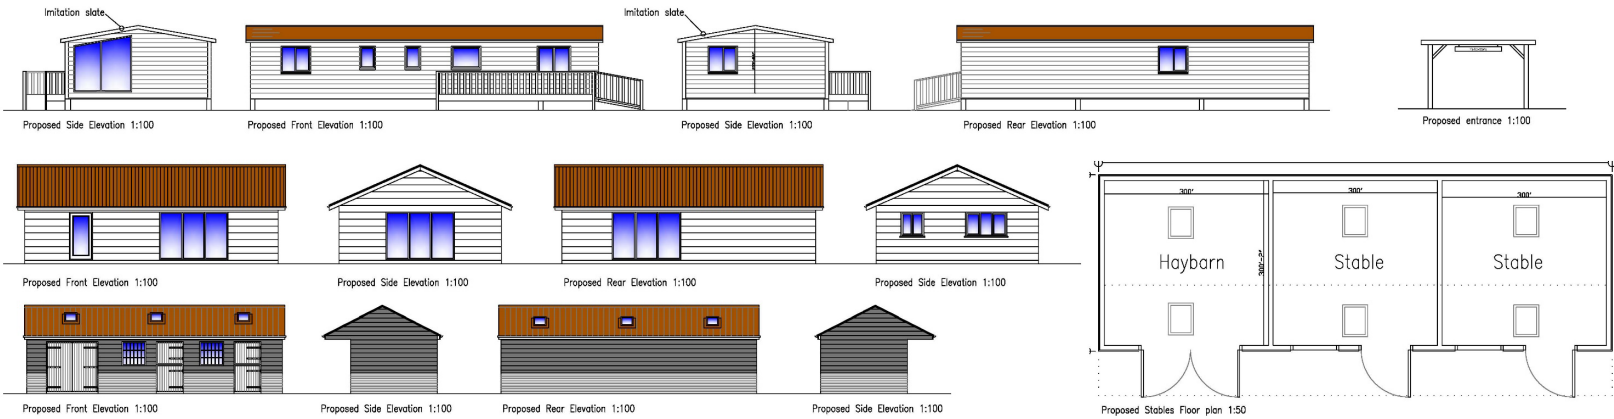 Imitation slate
Imitation slate
Proposed Side Elevation 1:100
Proposed Front Elevation 1:100
Proposed Side Elevation 1:100
Proposed Rear Elevation 1:100
Proposed entrance 1:100
Proposed Front Elevation 1:100
Proposed Side Elevation 1:100
Proposed Rear Elevation 1:100
Proposed Side Elevation 1:100
300'
300'
300'
Haybarn
Stable
Stable
Proposed Front Elevation 1:100
Proposed Side Elevation 1:100
Proposed Rear Elevation 1:100
Proposed Side Elevation 1:100
Proposed Stables Floor plan 1:50